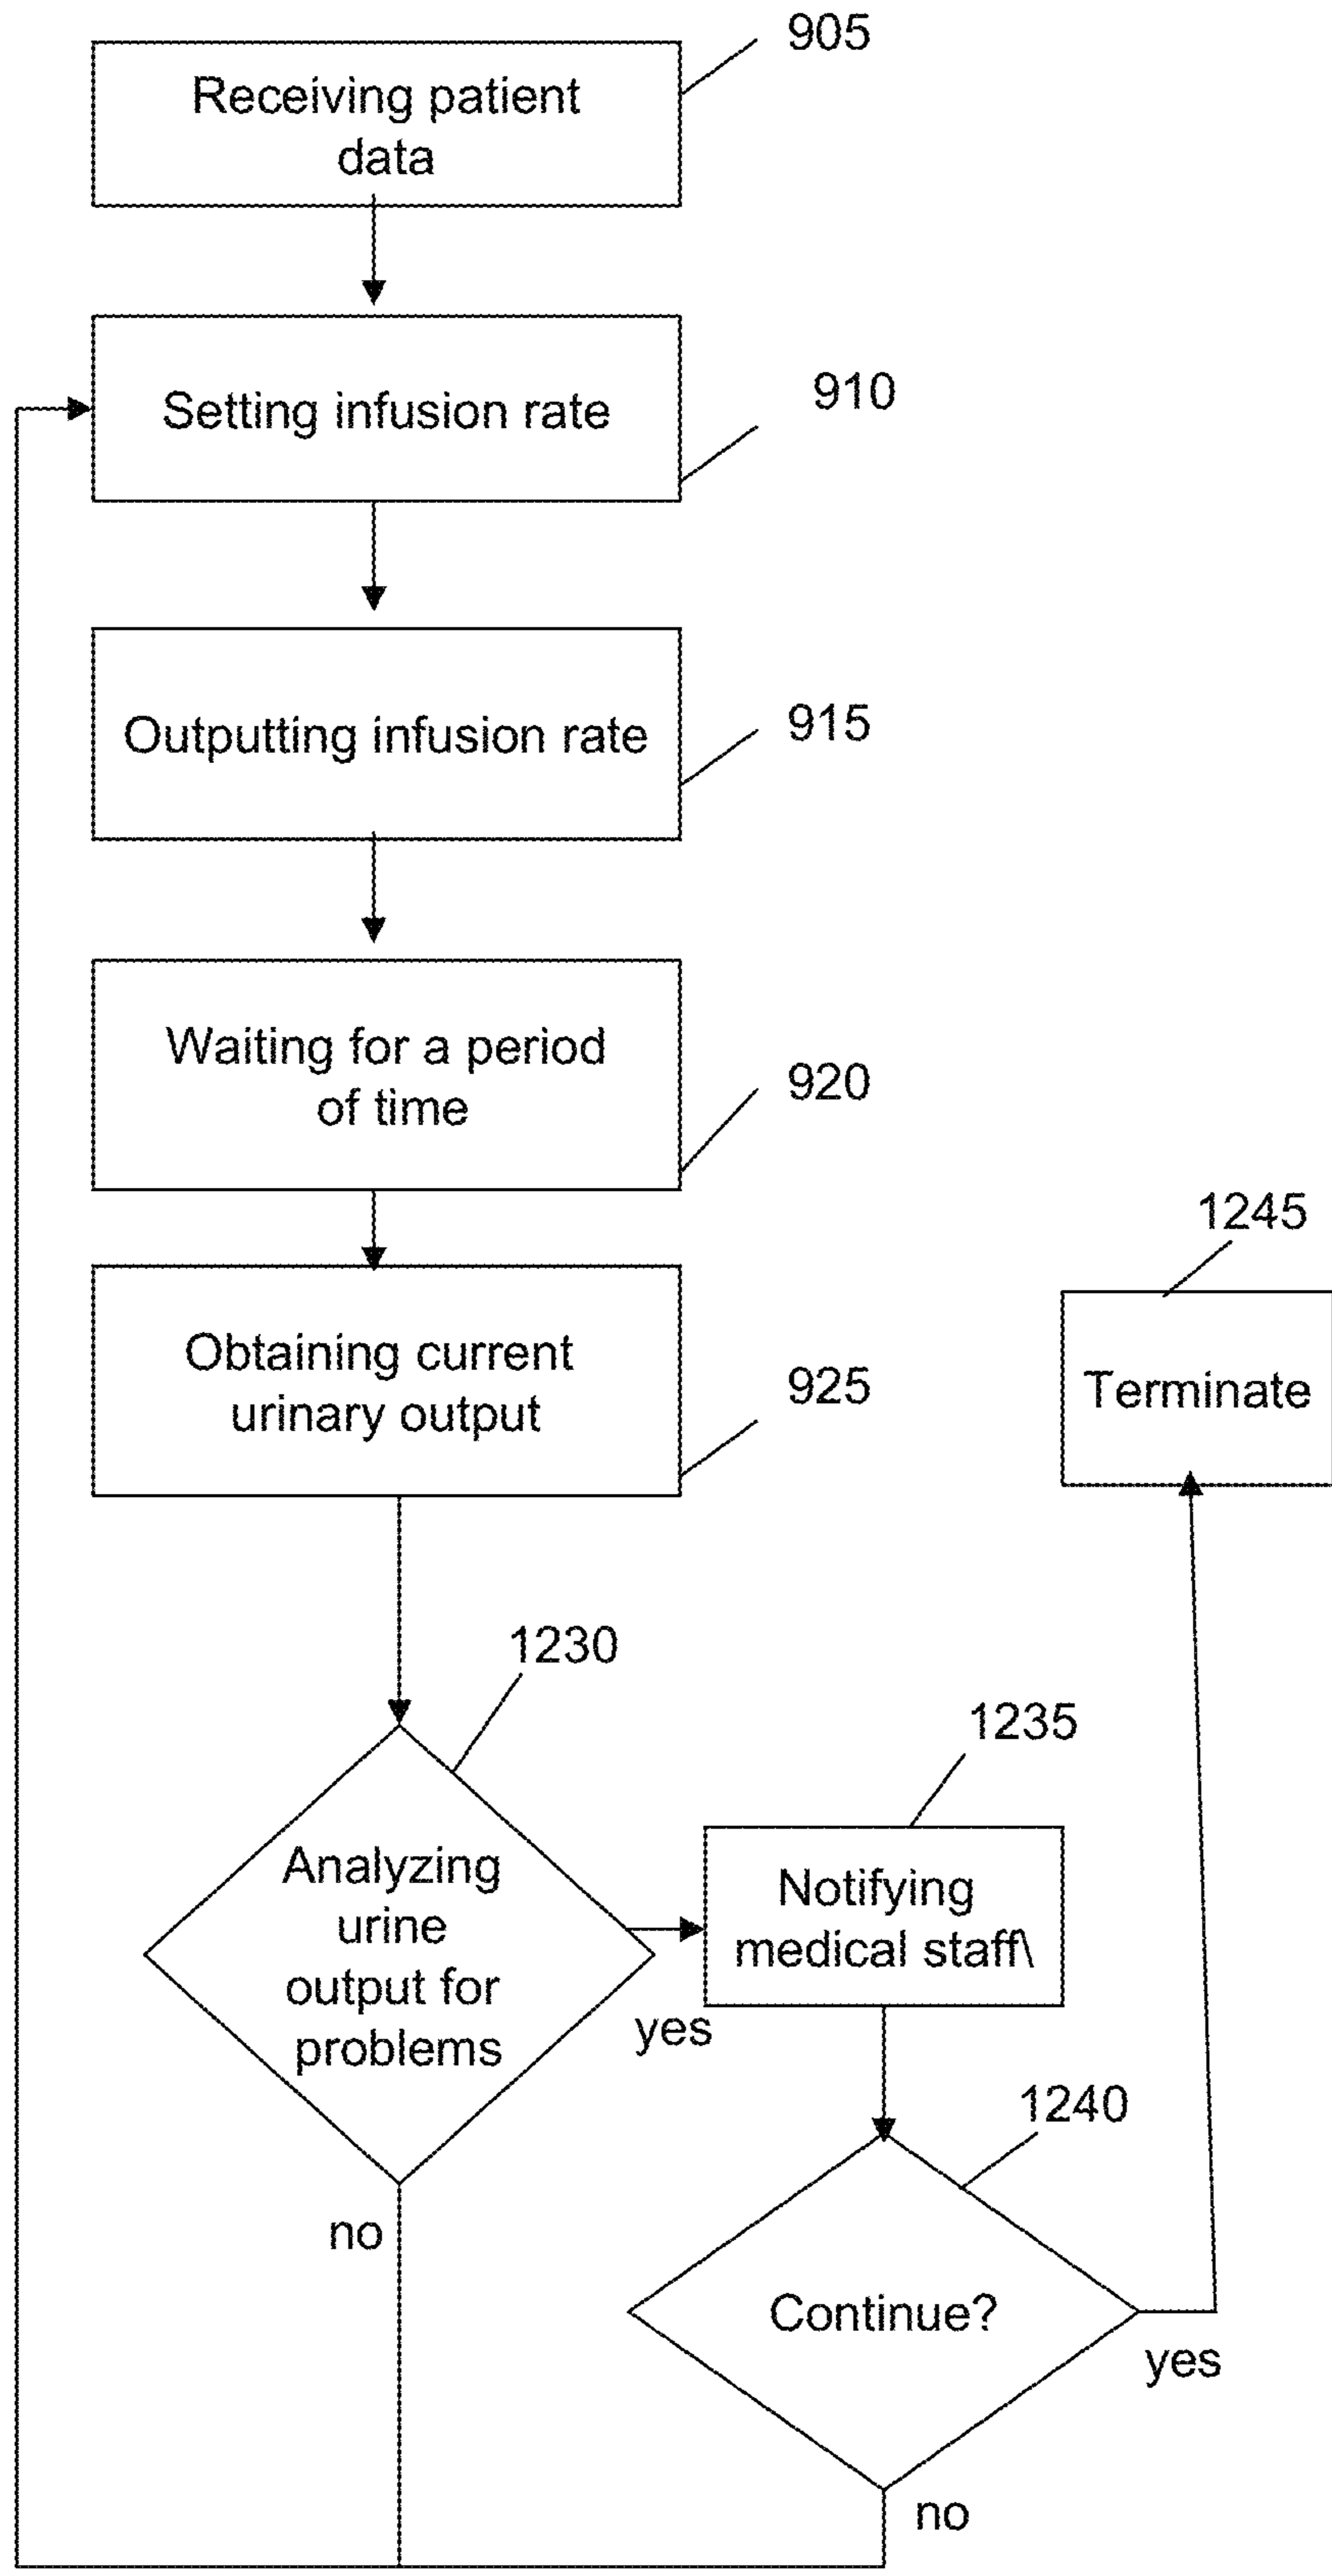 905
Receiving patient
data
910
Setting infusion rate
915
Outputting infusion rate
Waiting for a period
of time
920
1245
Terminate
Obtaining current
urinary output
925
1230
1235
Analyzing
urine
output for
problems
yes
Notifying
medical staff\
1240
no
Continue?
yes
no